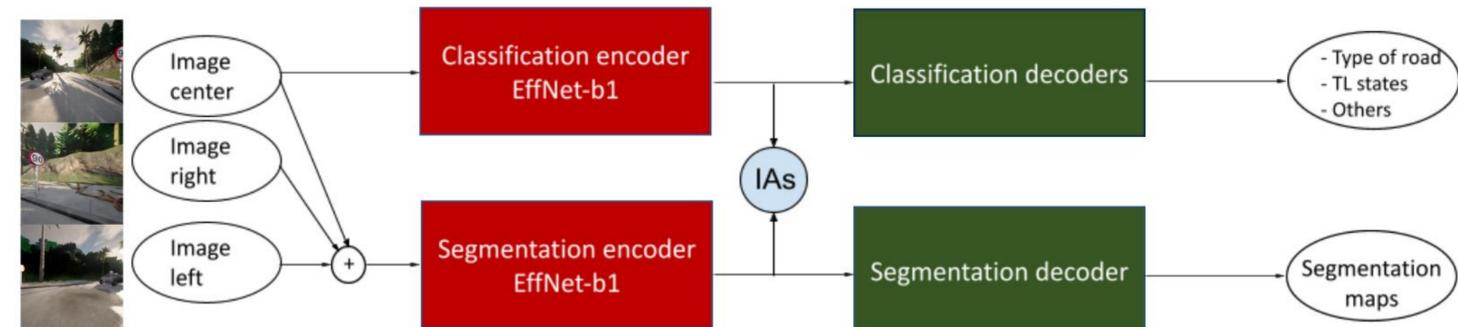 Image
center
Image
right
Image
left
+
Classification encoder
EffNet-b1
Segmentation encoder
EffNet-b1
IAs
Classification decoders
Segmentation decoder
- Type of road
- TL states
- Others
Segmentation
maps
90